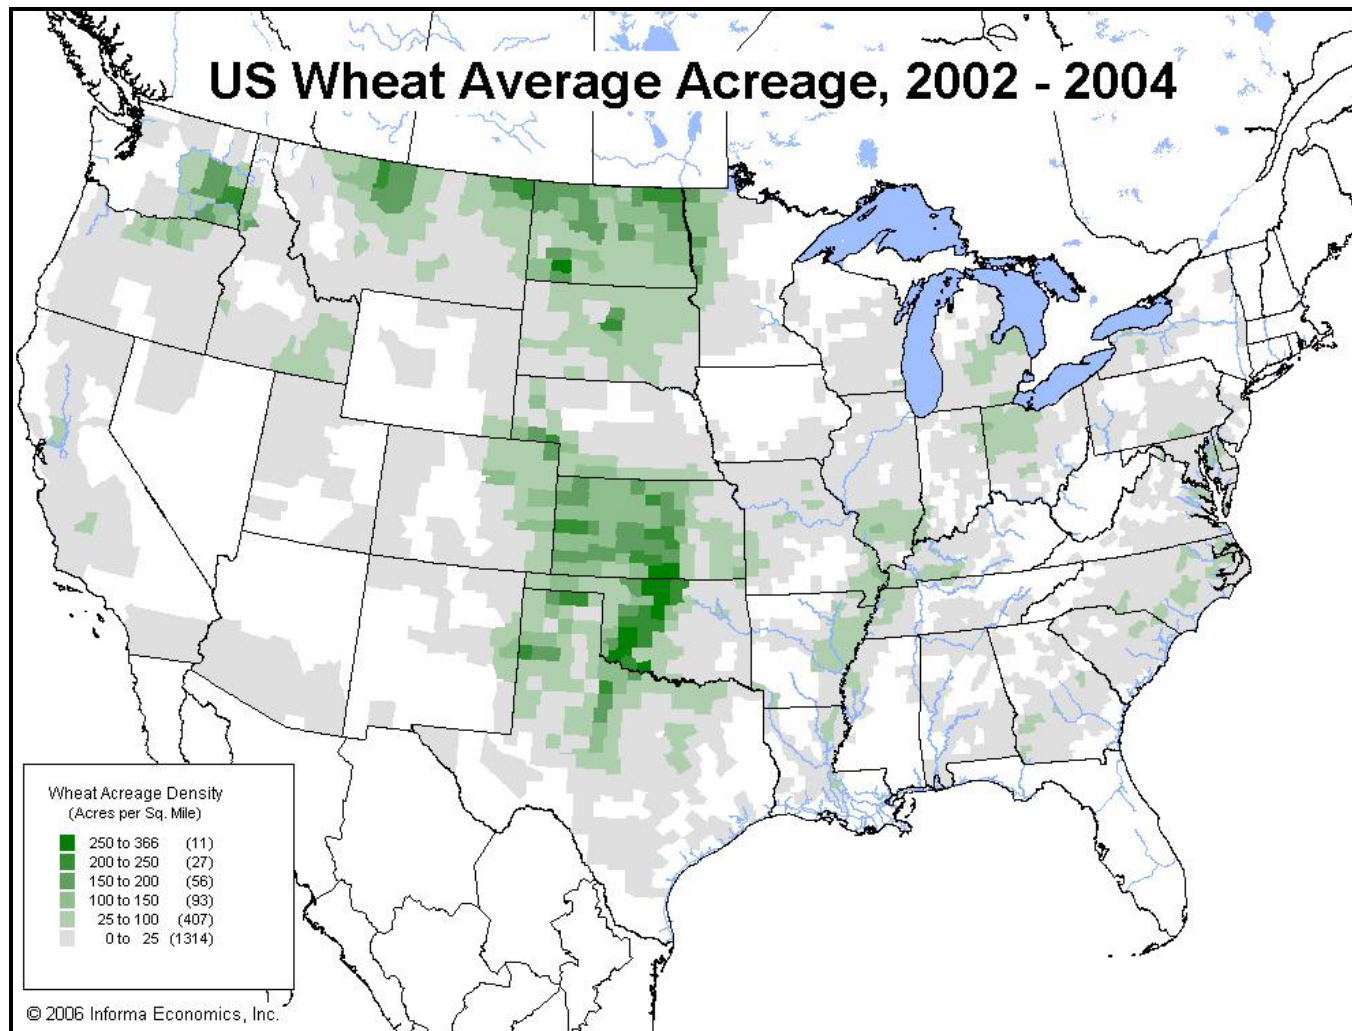 US Wheat Average Acreage, 2002 - 2004
Wheat Acreage Density
(Acres per Sq. Mile)
250 to 366 (11)
200 to 250 (27)
150 to 200 (56)
100 to 150 (93)
25 to 100 (407)
0 to 25 (1314)
© 2006 Informa Economics, Inc.